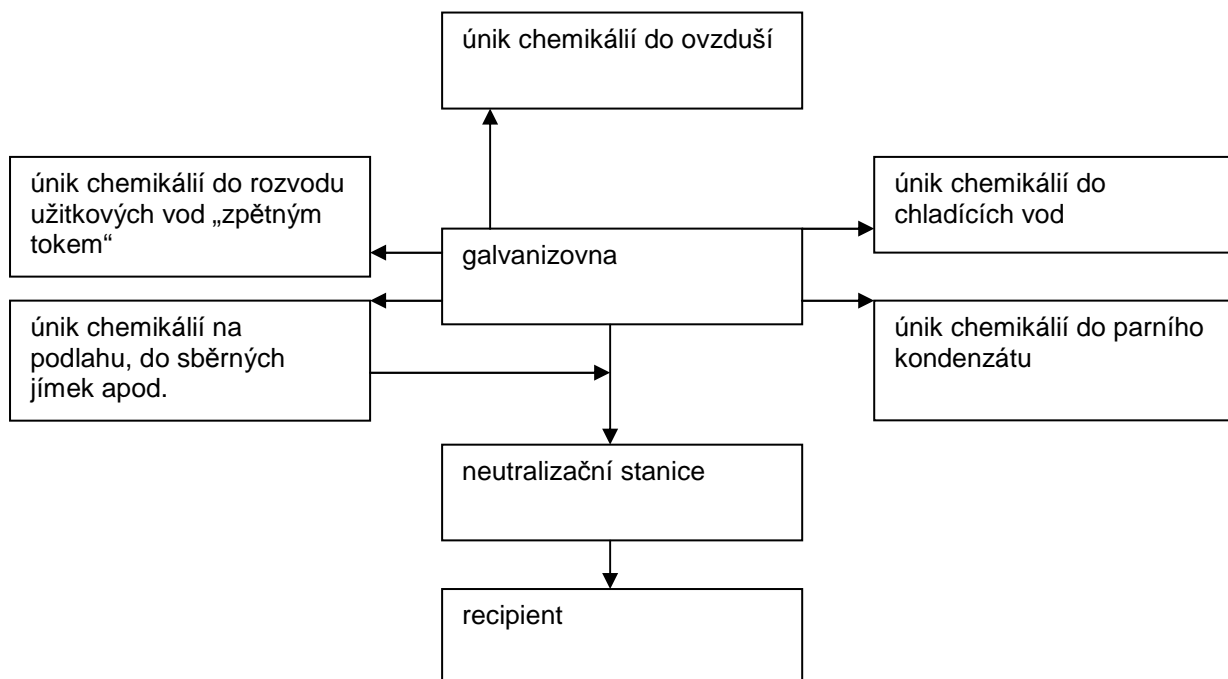 únik chemikálií do ovzduší
únik chemikálií do rozvodu
užitkových vod „zpětným
tokem“
únik chemikálií do
chladících vod
galvanizovna
únik chemikálií na
podlahu, do sběrných
jímek apod.
únik chemikálií do parního
kondenzátu
neutralizační stanice
recipient